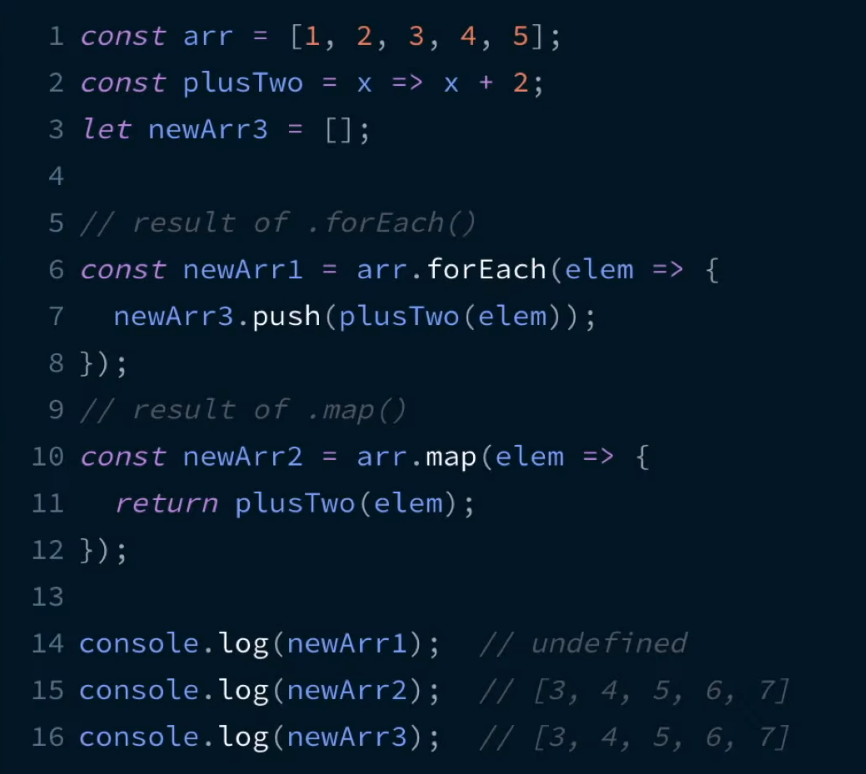 1 const arr = [1, 2, 3, 4, 5];
2 const plusTwo = x => x + 2;
3 let newArr3 = [];
4
5 // result of .forEach()
6 const newArr1 = arr.forEach(elem => {
7   newArr3.push(plusTwo(elem));
8 });
9 // result of .map()
10 const newArr2 = arr.map(elem => {
11   return plusTwo(elem);
12 });
13
14 console.log(newArr1);  // undefined
15 console.log(newArr2);  // [3, 4, 5, 6, 7]
16 console.log(newArr3);  // [3, 4, 5, 6, 7]